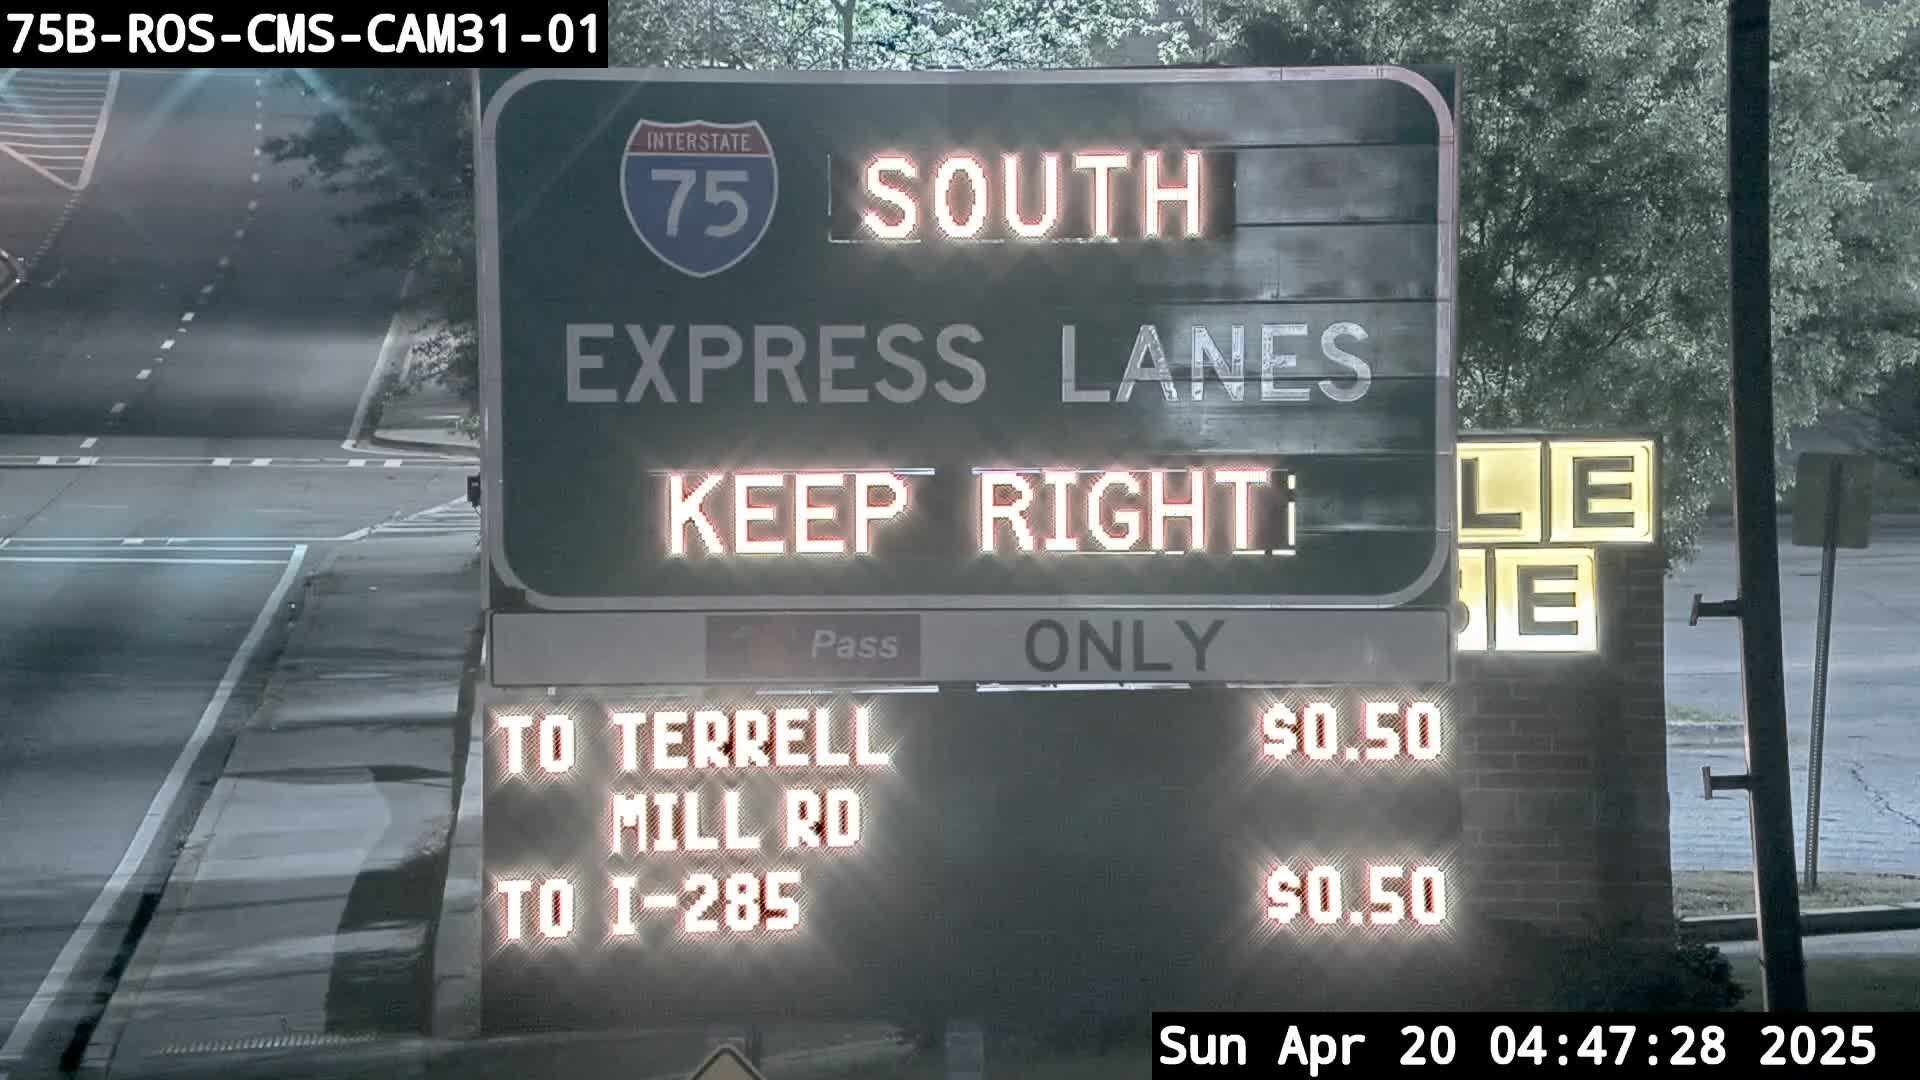 75B-ROS-CMS-CAM31-01
INTERSTATE
75
SOUTH
EXPRESS LANES
KEEP RIGHT
Pass ONLY
TO TERRELL $0.50
MILL RD
TO I-285 $0.50
LE
E
Sun Apr 20 04:47:28 2025